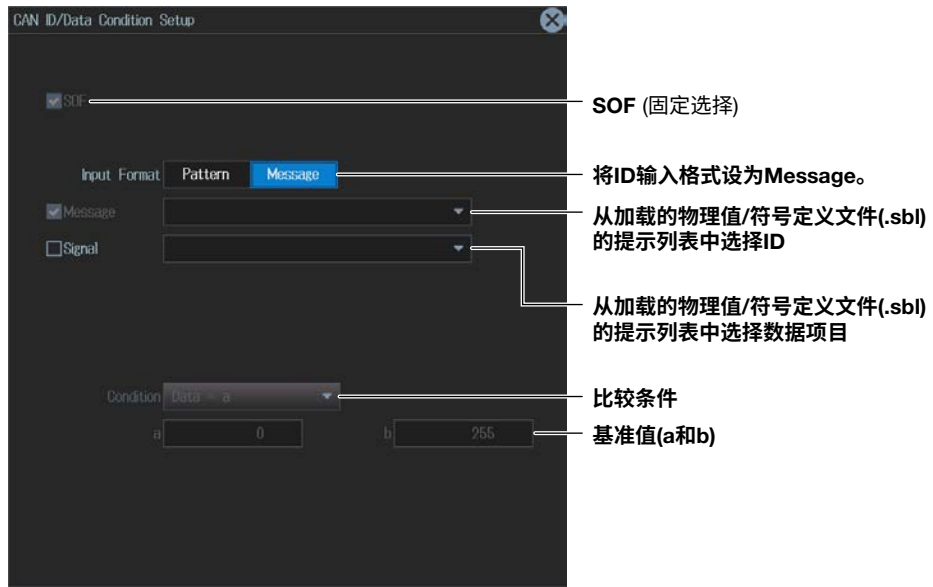 CAN ID/Data Condition Setup
SOF
SOF (固定选择)
Input Format Pattern Message
将ID输入格式设为Message。
Message
从加载的物理值/符号定义文件(.sbl)
的提示列表中选择ID
Signal
从加载的物理值/符号定义文件(.sbl)
的提示列表中选择数据项目
Condition Data = a
比较条件
a 0 b 255
基准值(a和b)